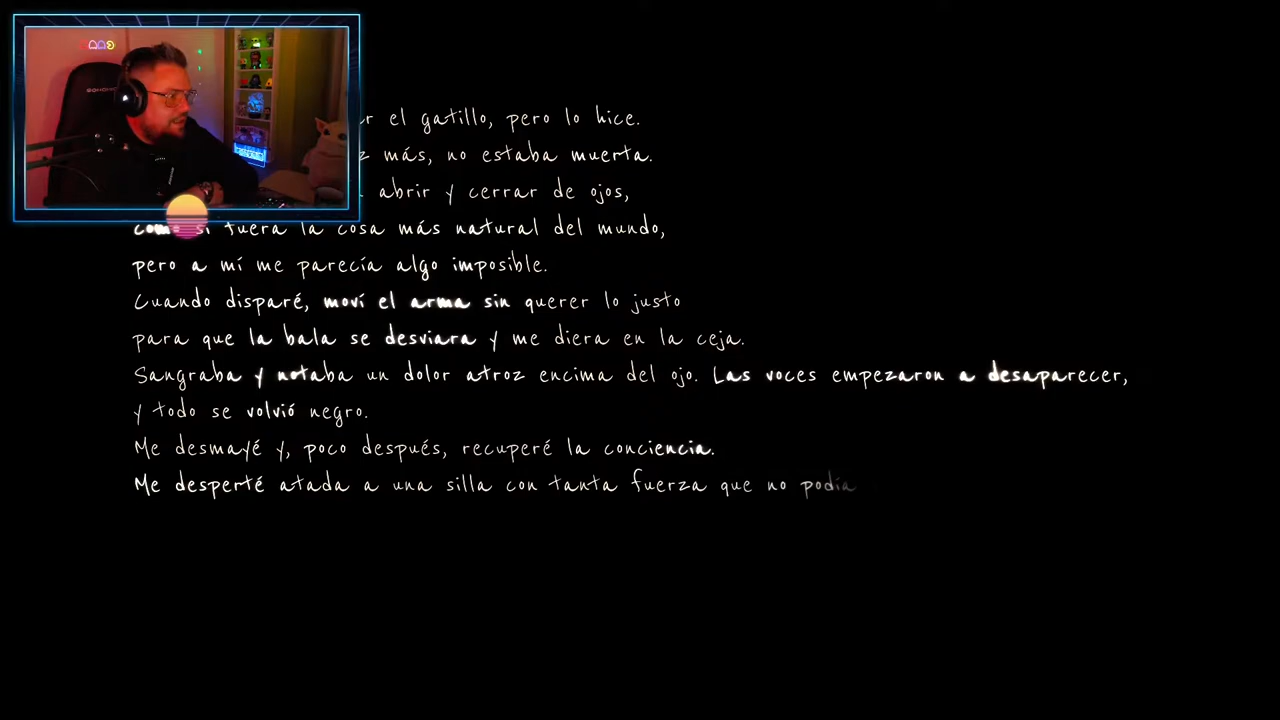 el gatillo, pero lo hice.
más, no estaba muerta.
abrir y cerrar de ojos,
como si fuera la cosa más natural del mundo,
pero a mí me parecía algo imposible.
Cuando disparé, moví el arma sin querer lo justo
para que la bala se desviara y me diera en la ceja.
Sangraba y notaba un dolor atroz encima del ojo. Las voces empezaron a desaparecer,
y todo se volvió negro.
Me desmayé y, poco después, recuperé la conciencia.
Me desperté atada a una silla con tanta fuerza que no podía